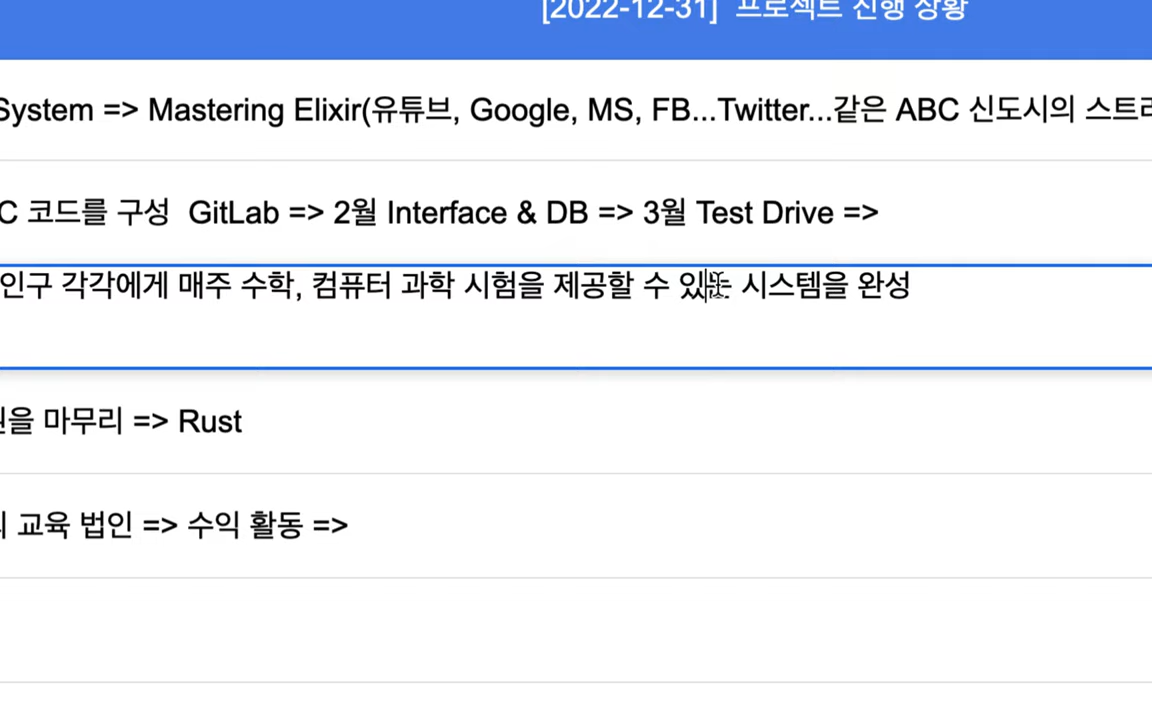 [2022-12-31] 프로젝트 진행 상황
System => Mastering Elixir(유튜브, Google, MS, FB...Twitter...같은 ABC 신도시의
코드를 구성 GitLab => 2월 Interface & DB => 3월 Test Drive =>
인구 각각에게 매주 수학, 컴퓨터 과학 시험을 제공할 수 있는 시스템을 완성
마무리 => Rust
교육 법인 => 수익 활동 =>